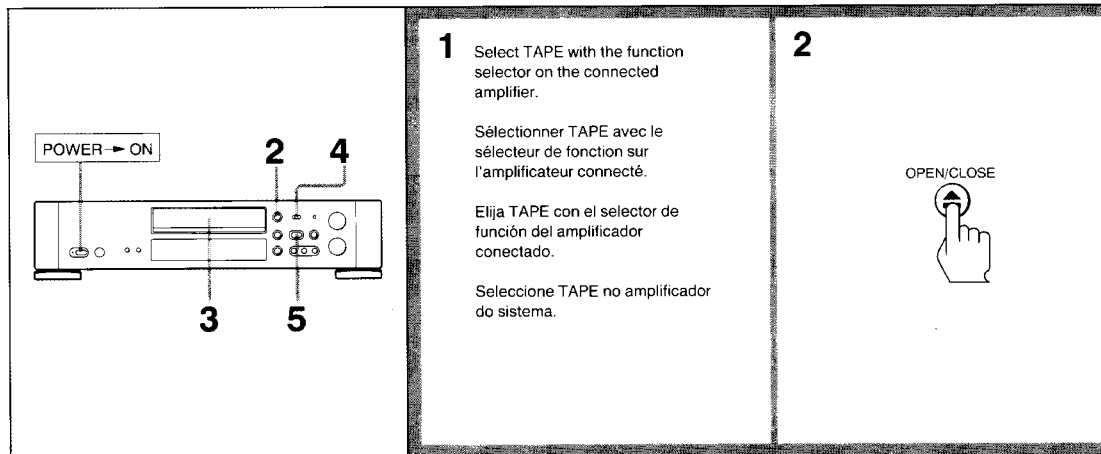 POWER → ON
2 4
3 5
1
Select TAPE with the function
selector on the connected
amplifier.
Sélectionner TAPE avec le
sélecteur de fonction sur
l'amplificateur connecté.
Elija TAPE con el selector de
función del amplificador
conectado.
Seleccione TAPE no amplificador
do sistema.
2
OPEN/CLOSE